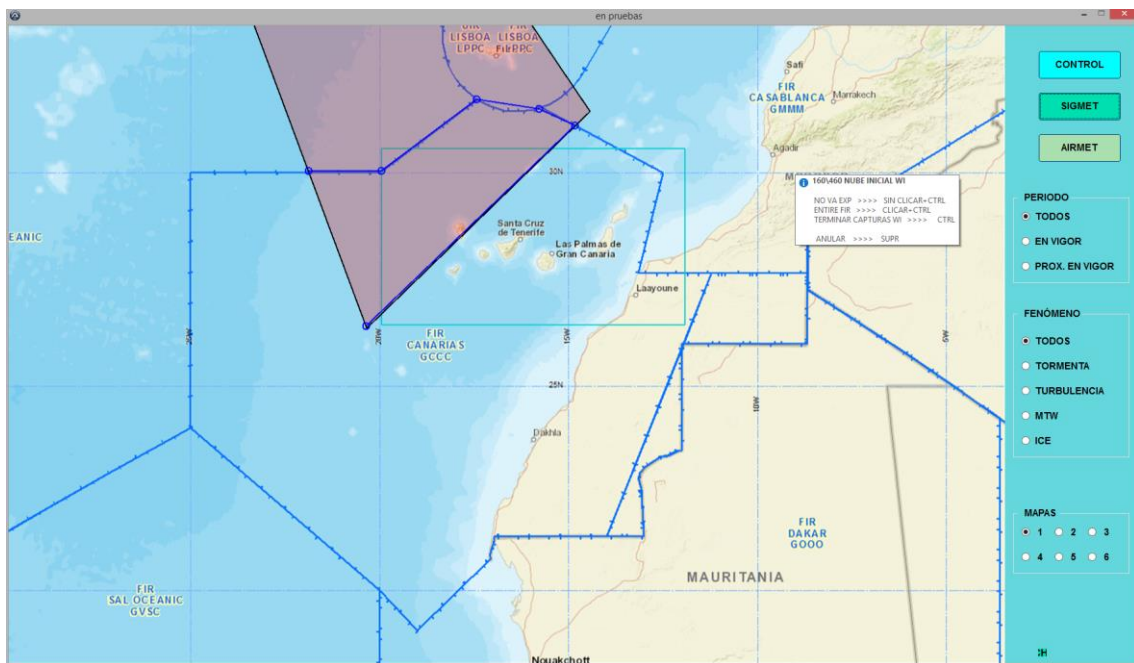 en pruebas
LISBOA LISBOA
LPPC
Safi
FIR
CASABLANCA
GMMM
Marrakech
Agadir
30N
EANIC
Santa Cruz
de Tenerife
Las Palmas de
Gran Canaria
Laayoune
160\460 NUBE INICIAL WI
NO VA EXP >>>> SIN CLICAR+CTRL
ENTIRE FIR >>>> CLICAR+CTRL
TERMINAR CAPTURAS WI >>>> CTRL
ANULAR >>>> SUPR
FIR
CANARIAS
GCCC
20W
15W
10W
5W
25N
Dakhla
FIR
DAKAR
GOOO
MAURITANIA
FIR
SAL OCEANIC
GVSC
Nouakchott
CONTROL
SIGMET
AIRMET
PERIODO
TODOS
EN VIGOR
PROX. EN VIGOR
FENÓMENO
TODOS
TORMENTA
TURBULENCIA
MTW
ICE
MAPAS
1 2 3
4 5 6